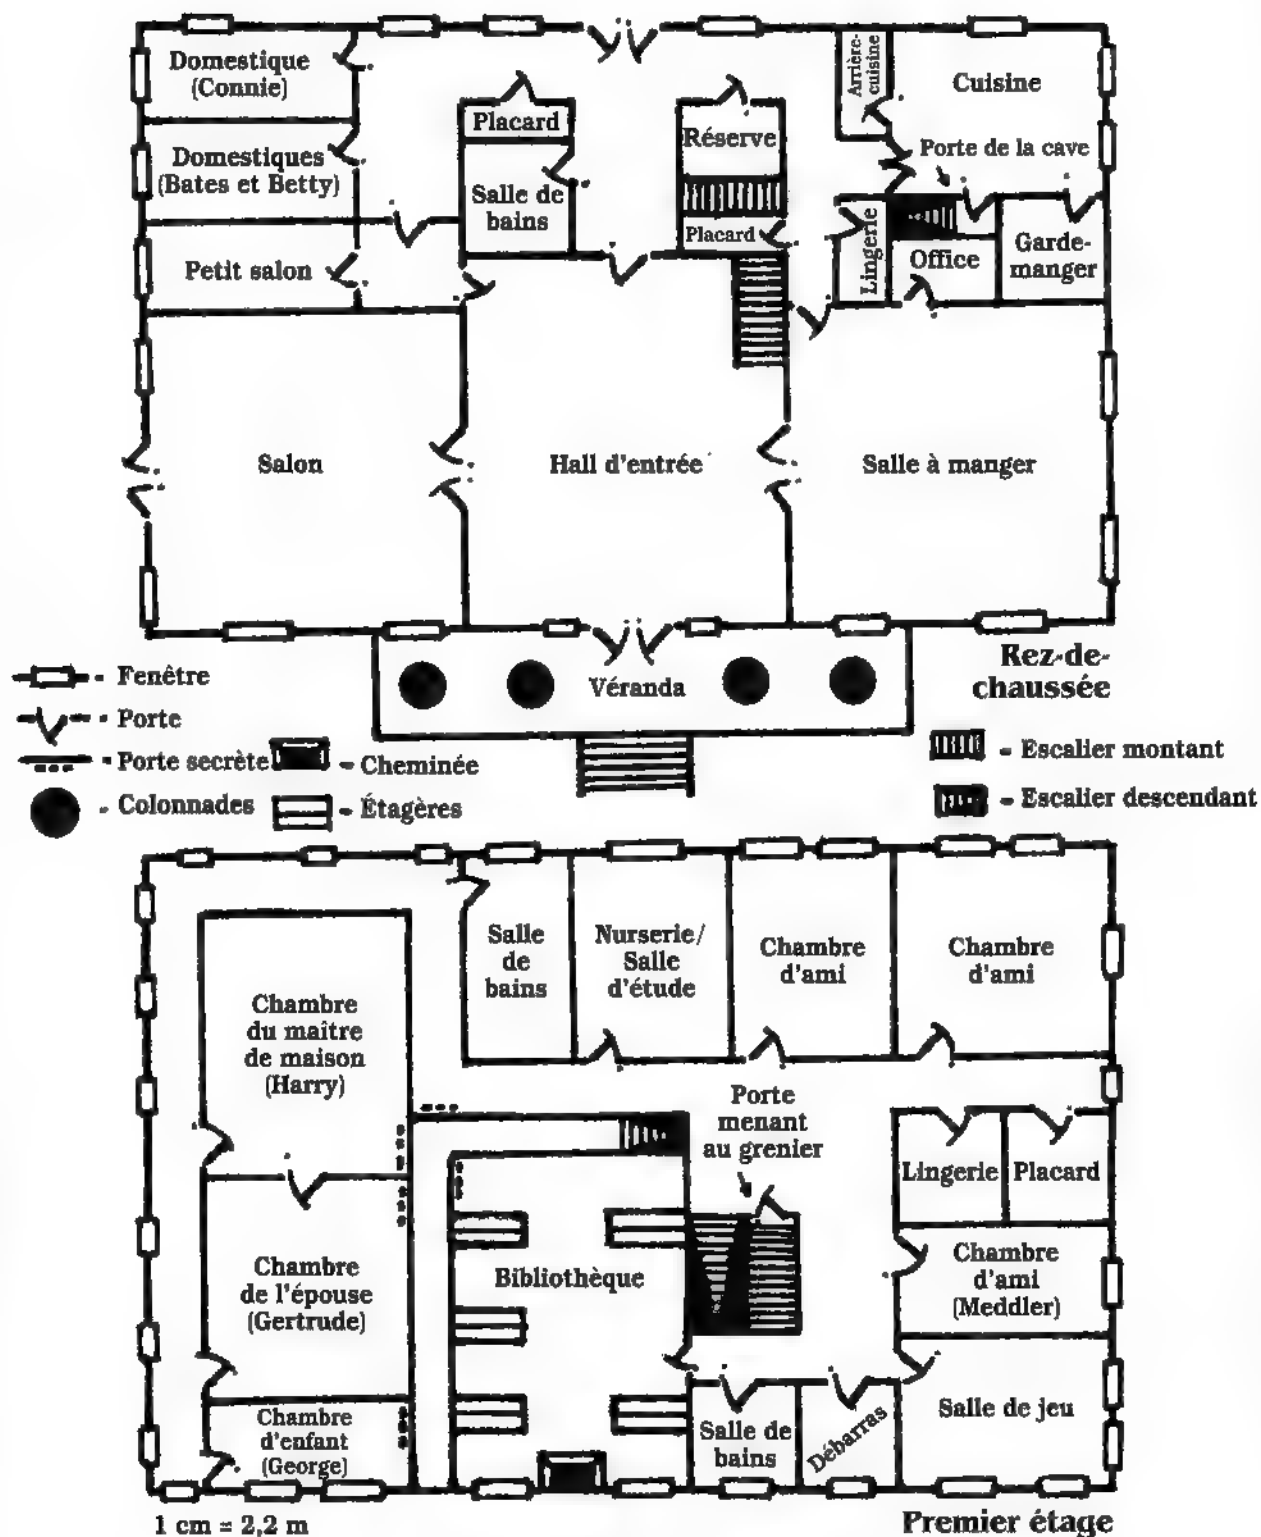 Domestique
(Connie)
Arrière-
cuisine
Cuisine
Placard
Réserve
Porte de la cave
Domestiques
(Bates et Betty)
Salle de
bains
Placard
Lingerie
Office
Garde-
manger
Petit salon
Salon
Hall d'entrée
Salle à manger
Véranda
Rez-de-
chaussée
- Fenêtre
- Porte
- Porte secrète
- Colonnades
- Cheminée
- Étagères
- Escalier montant
- Escalier descendant
Salle
de
bains
Nurserie/
Salle
d'étude
Chambre
d'ami
Chambre
d'ami
Chambre
du maître
de maison
(Harry)
Porte
menant
au grenier
Lingerie
Placard
Chambre
de l'épouse
(Gertrude)
Bibliothèque
Chambre
d'ami
(Meddler)
Chambre
d'enfant
(George)
Salle de
bains
Débarras
Salle de jeu
1 cm = 2,2 m
Premier étage